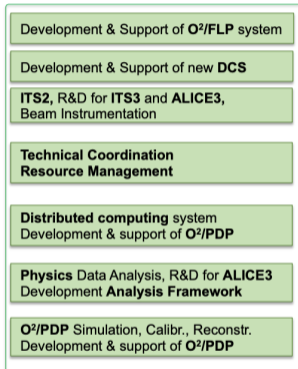 Development & Support of O²/FLP system
Development & Support of new DCS
ITS2, R&D for ITS3 and ALICE3,
Beam Instrumentation
Technical Coordination
Resource Management
Distributed computing system
Development & support of O²/PDP
Physics Data Analysis, R&D for ALICE3
Development Analysis Framework
O²/PDP Simulation, Calibr., Reconstr.
Development & support of O²/PDP